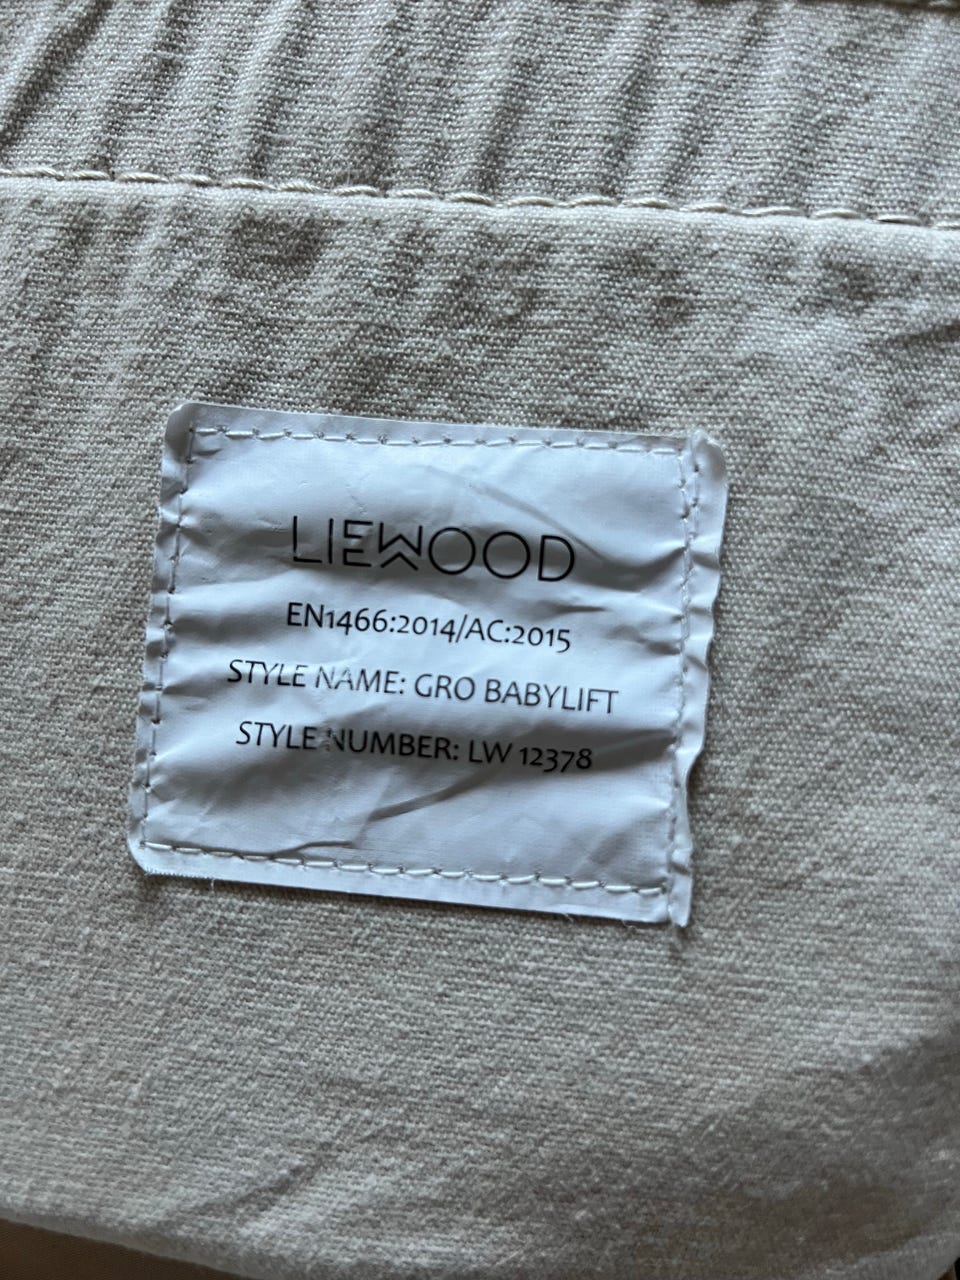 LIEWOOD
EN1466:2014/AC:2015
STYLE NAME: GRO BABYLIFT
STYLE NUMBER: LW 12378